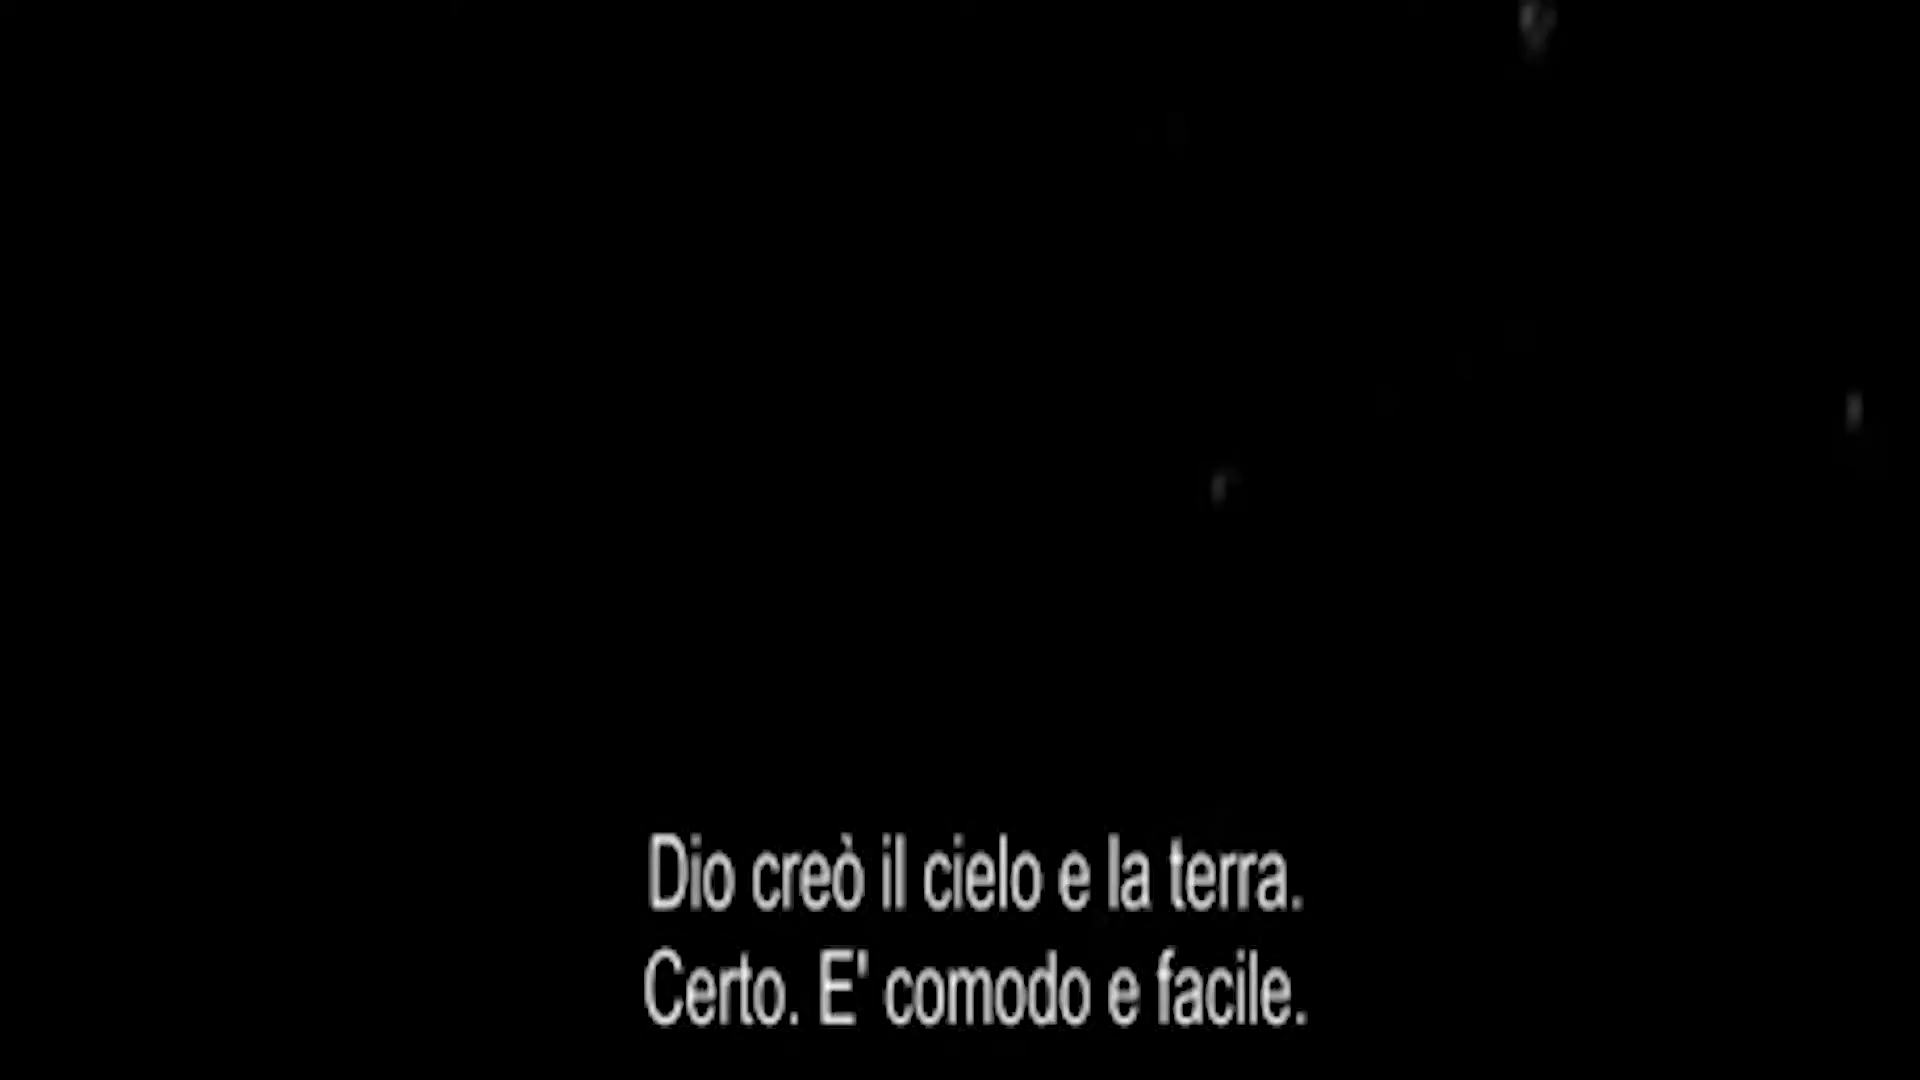 Dio creò il cielo e la terra.
Certo. E' comodo e facile.